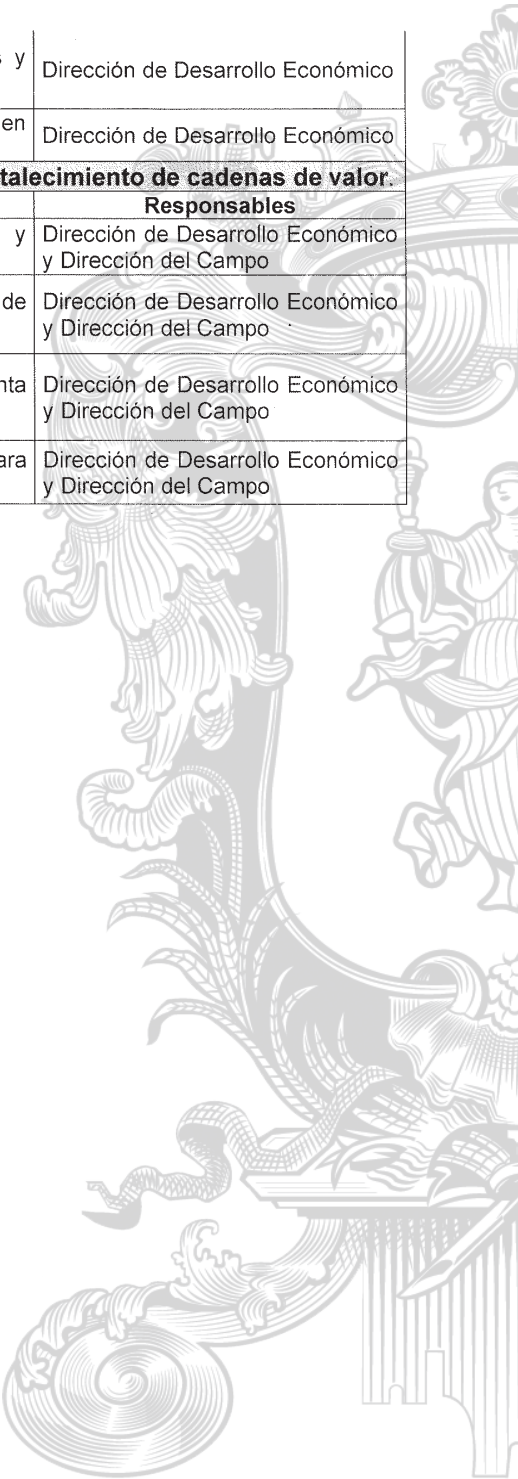 s y Dirección de Desarrollo Económico
en Dirección de Desarrollo Económico
talecimiento de cadenas de valor.
Responsables
y Dirección de Desarrollo Económico
y Dirección del Campo
de Dirección de Desarrollo Económico
y Dirección del Campo
nta Dirección de Desarrollo Económico
y Dirección del Campo
ara Dirección de Desarrollo Económico
y Dirección del Campo